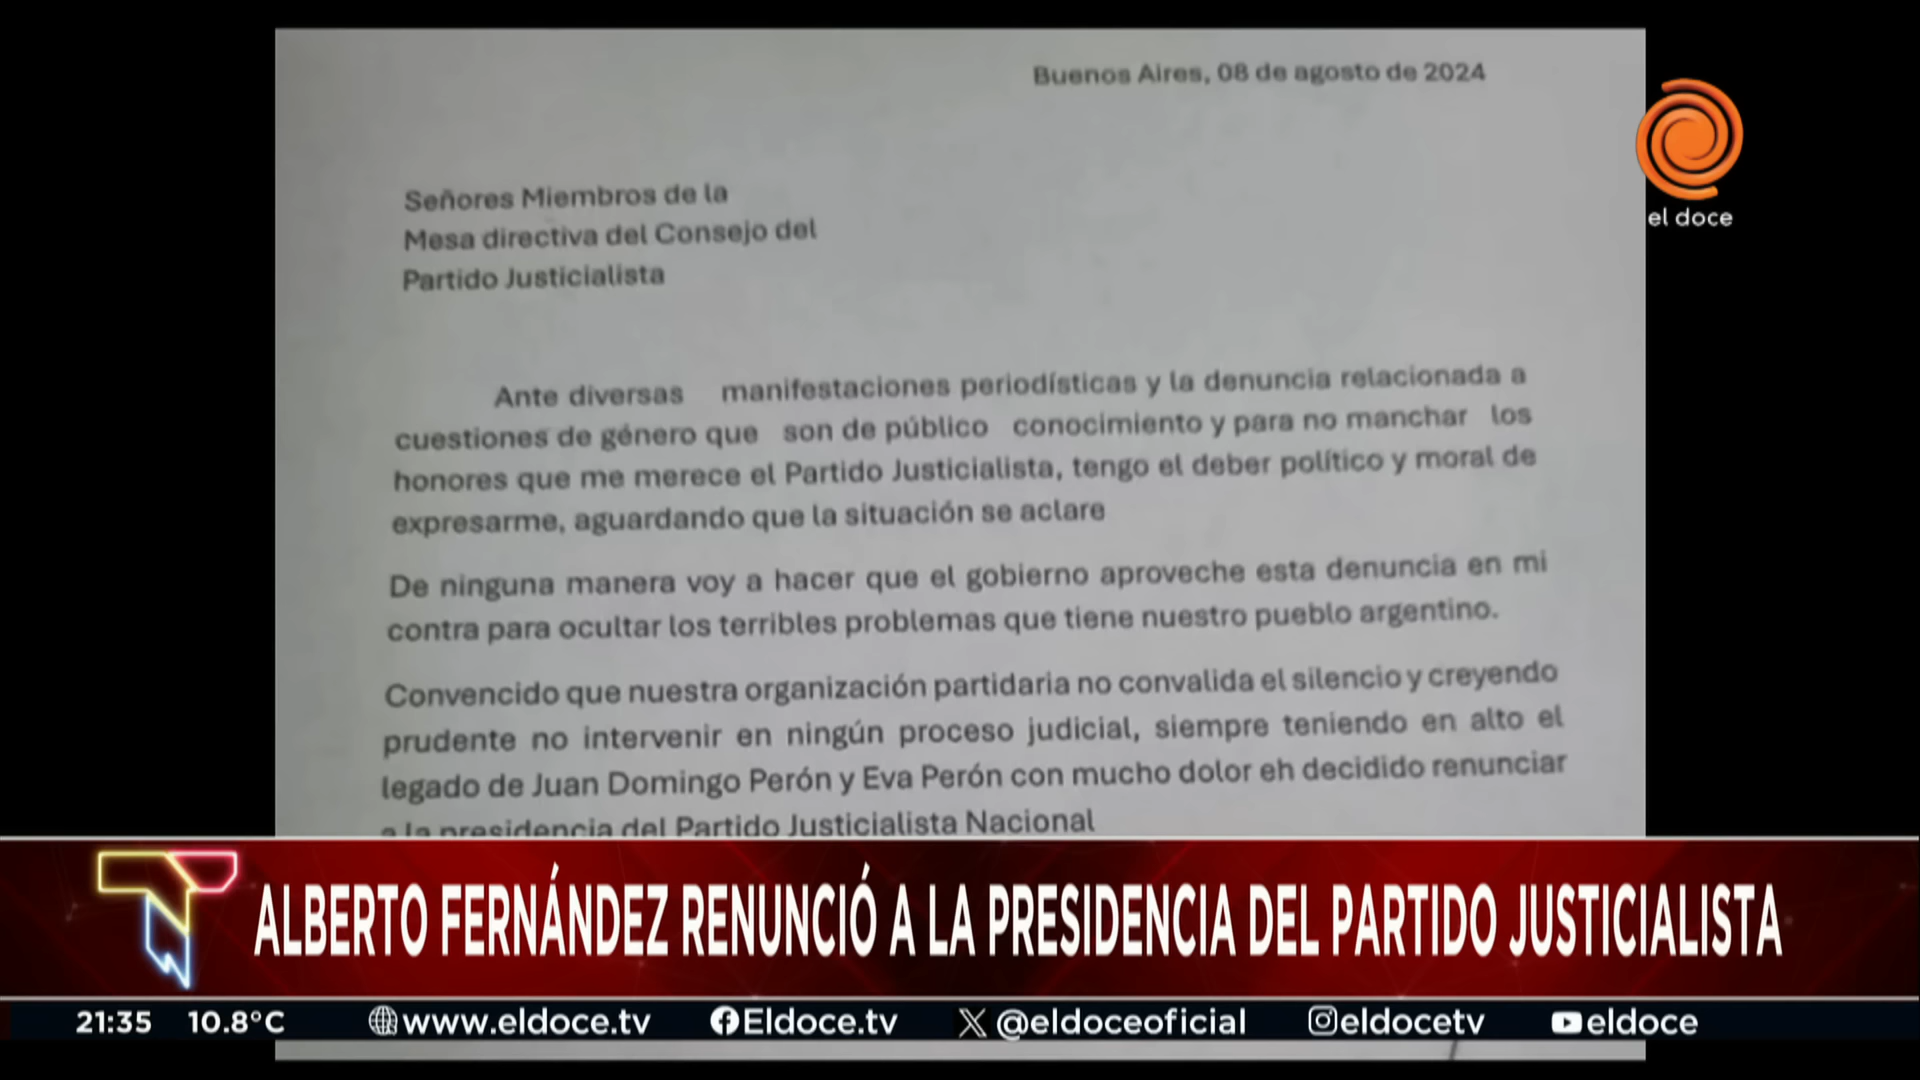 Buenos Aires, 08 de agosto de 2024
el doce
Señores Miembros de la
Mesa directiva del Consejo del
Partido Justicialista
Ante diversas manifestaciones periodísticas y la denuncia relacionada a
cuestiones de género que son de público conocimiento y para no manchar los
honores que me merece el Partido Justicialista, tengo el deber político y moral de
expresarme, aguardando que la situación se aclare
De ninguna manera voy a hacer que el gobierno aproveche esta denuncia en mi
contra para ocultar los terribles problemas que tiene nuestro pueblo argentino.
Convencido que nuestra organización partidaria no convalida el silencio y creyendo
prudente no intervenir en ningún proceso judicial, siempre teniendo en alto el
legado de Juan Domingo Perón y Eva Perón con mucho dolor eh decidido renunciar
a la presidencia del Partido Justicialista Nacional
ALBERTO FERNÁNDEZ RENUNCIÓ A LA PRESIDENCIA DEL PARTIDO JUSTICIALISTA
21:35 10.8°C www.eldoce.tv Eldoce.tv @eldoceoficial eldocetv eldoce